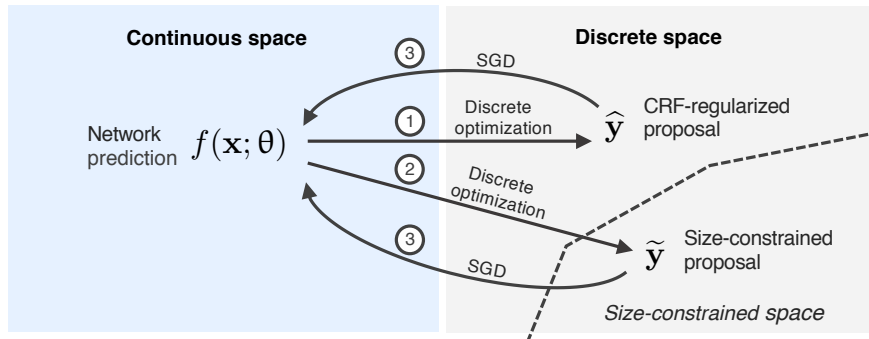 Continuous space
Discrete space
3
SGD
1
Discrete
optimization
CRF-regularized
proposal
ŷ
Network
prediction
f(x; θ)
2
Discrete
optimization
3
SGD
ỹ
Size-constrained
proposal
Size-constrained space